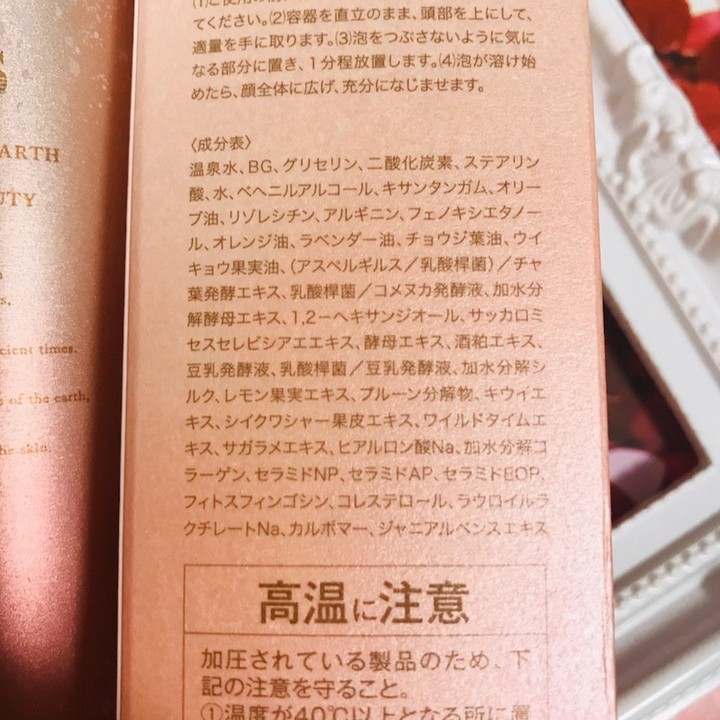 ARTH
UTY
s,
cient times.
s of the earth,
the skin.
てください。(2)容器を直立のまま、頭部を上にして、
適量を手に取ります。(3)泡をつぶさないように気に
なる部分に置き、1分程放置します。(4)泡が溶け始
めたら、顔全体に広げ、充分になじませます。
〈成分表〉
温泉水、BG、グリセリン、二酸化炭素、ステアリン
酸、水、ベヘニルアルコール、キサンタンガム、オリー
ブ油、リゾレシチン、アルギニン、フェノキシエタノー
ル、オレンジ油、ラベンダー油、チョウジ葉油、ウイ
キョウ果実油、(アスペルギルス/乳酸桿菌)/チャ
葉発酵エキス、乳酸桿菌/コメヌカ発酵液、加水分
解酵母エキス、1,2-ヘキサンジオール、サッカロミ
セスセレビシアエエキス、酵母エキス、酒粕エキス、
豆乳発酵液、乳酸桿菌/豆乳発酵液、加水分解シ
ルク、レモン果実エキス、プルーン分解物、キウイエ
キス、シイクワシャー果皮エキス、ワイルドタイムエ
キス、サガラメエキス、ヒアルロン酸Na、加水分解コ
ラーゲン、セラミドNP、セラミドAP、セラミドEOP、
フィトスフィンゴシン、コレステロール、ラウロイルラ
クチレートNa、カルボマー、ジャニアルベンスエキス
高温に注意
加圧されている製品のため、下
記の注意を守ること。
①温度が40℃以上となる所に置